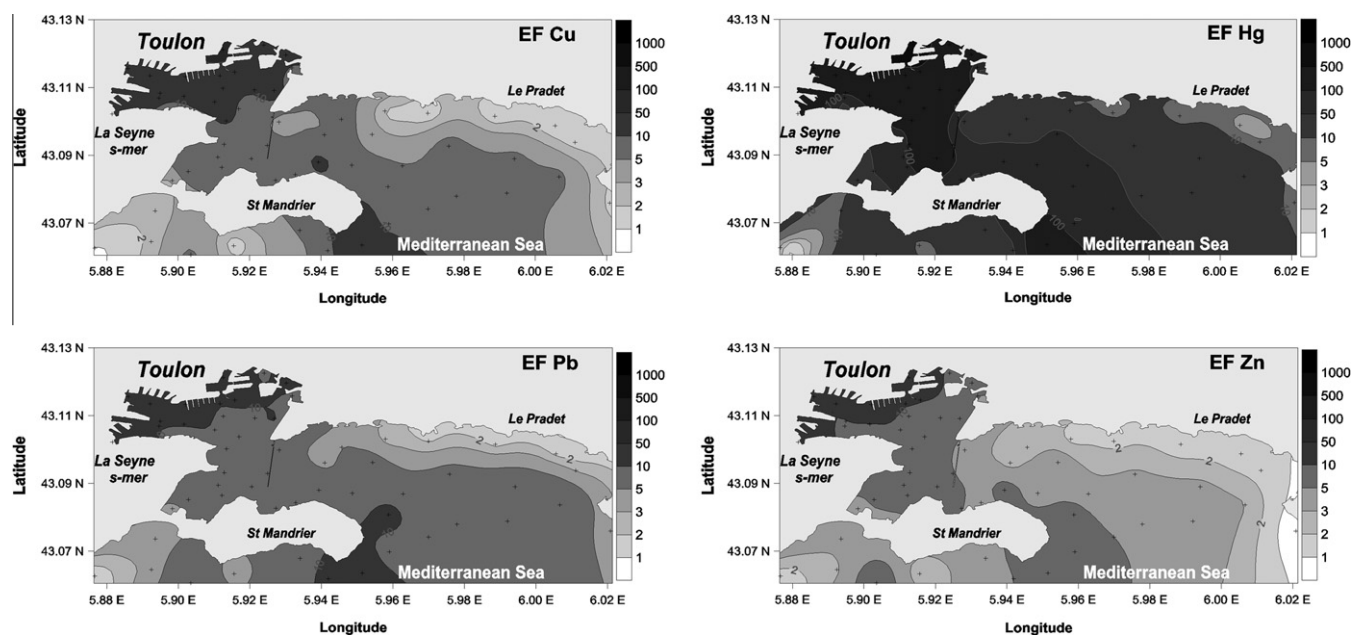 43.13 N
43.11 N
43.09 N
43.07 N
Latitude
Toulon
EF Cu
Le Pradet
La Seyne
s-mer
St Mandrier
Mediterranean Sea
2
2
5.88 E 5.90 E 5.92 E 5.94 E 5.96 E 5.98 E 6.00 E 6.02 E
Longitude
1000
500
100
50
10
5
3
2
1
43.13 N
43.11 N
43.09 N
43.07 N
Latitude
Toulon
EF Hg
Le Pradet
La Seyne
s-mer
St Mandrier
Mediterranean Sea
100
100
100
5.88 E 5.90 E 5.92 E 5.94 E 5.96 E 5.98 E 6.00 E 6.02 E
Longitude
1000
500
100
50
10
5
3
2
1
43.13 N
43.11 N
43.09 N
43.07 N
Latitude
Toulon
EF Pb
Le Pradet
La Seyne
s-mer
St Mandrier
Mediterranean Sea
2
2
2
5.88 E 5.90 E 5.92 E 5.94 E 5.96 E 5.98 E 6.00 E 6.02 E
Longitude
1000
500
100
50
10
5
3
2
1
43.13 N
43.11 N
43.09 N
43.07 N
Latitude
Toulon
EF Zn
Le Pradet
La Seyne
s-mer
St Mandrier
Mediterranean Sea
2
2
2
5.88 E 5.90 E 5.92 E 5.94 E 5.96 E 5.98 E 6.00 E 6.02 E
Longitude
1000
500
100
50
10
5
3
2
1